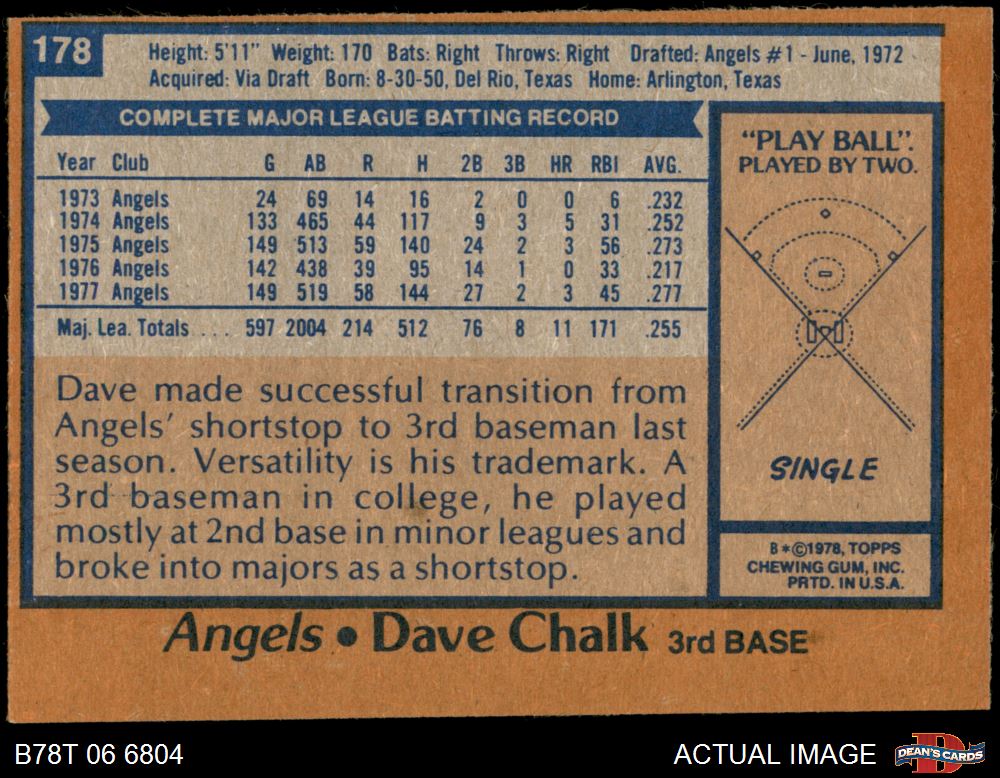 178
Height: 5'11" Weight: 170 Bats: Right Throws: Right Drafted: Angels #1 - June, 1972
Acquired: Via Draft Born: 8-30-50, Del Rio, Texas Home: Arlington, Texas
COMPLETE MAJOR LEAGUE BATTING RECORD
Year Club G AB R H 2B 3B HR RBI AVG.
1973 Angels 24 69 14 16 2 0 0 6 .232
1974 Angels 133 465 44 117 9 3 5 31 .252
1975 Angels 149 513 59 140 24 2 3 56 .273
1976 Angels 142 438 39 95 14 1 0 33 .217
1977 Angels 149 519 58 144 27 2 3 45 .277
Maj. Lea. Totals .... 597 2004 214 512 76 8 11 171 .255
Dave made successful transition from
Angels' shortstop to 3rd baseman last
season. Versatility is his trademark. A
3rd baseman in college, he played
mostly at 2nd base in minor leagues and
broke into majors as a shortstop.
"PLAY BALL".
PLAYED BY TWO.
SINGLE
B*©1978, TOPPS
CHEWING GUM, INC.
PRTD. IN U.S.A.
Angels • Dave Chalk 3rd BASE
B78T 06 6804
ACTUAL IMAGE
D
DEAN'S CARDS